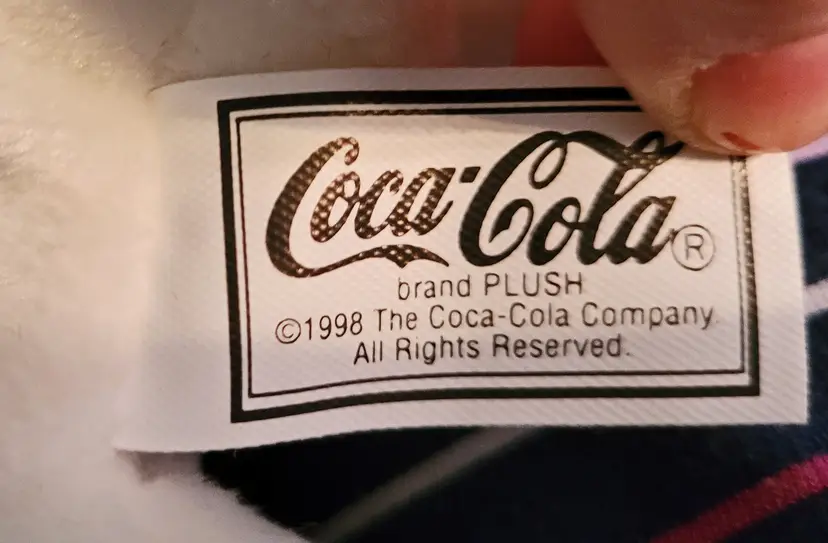 Coca-Cola®
brand PLUSH
©1998 The Coca-Cola Company.
All Rights Reserved.